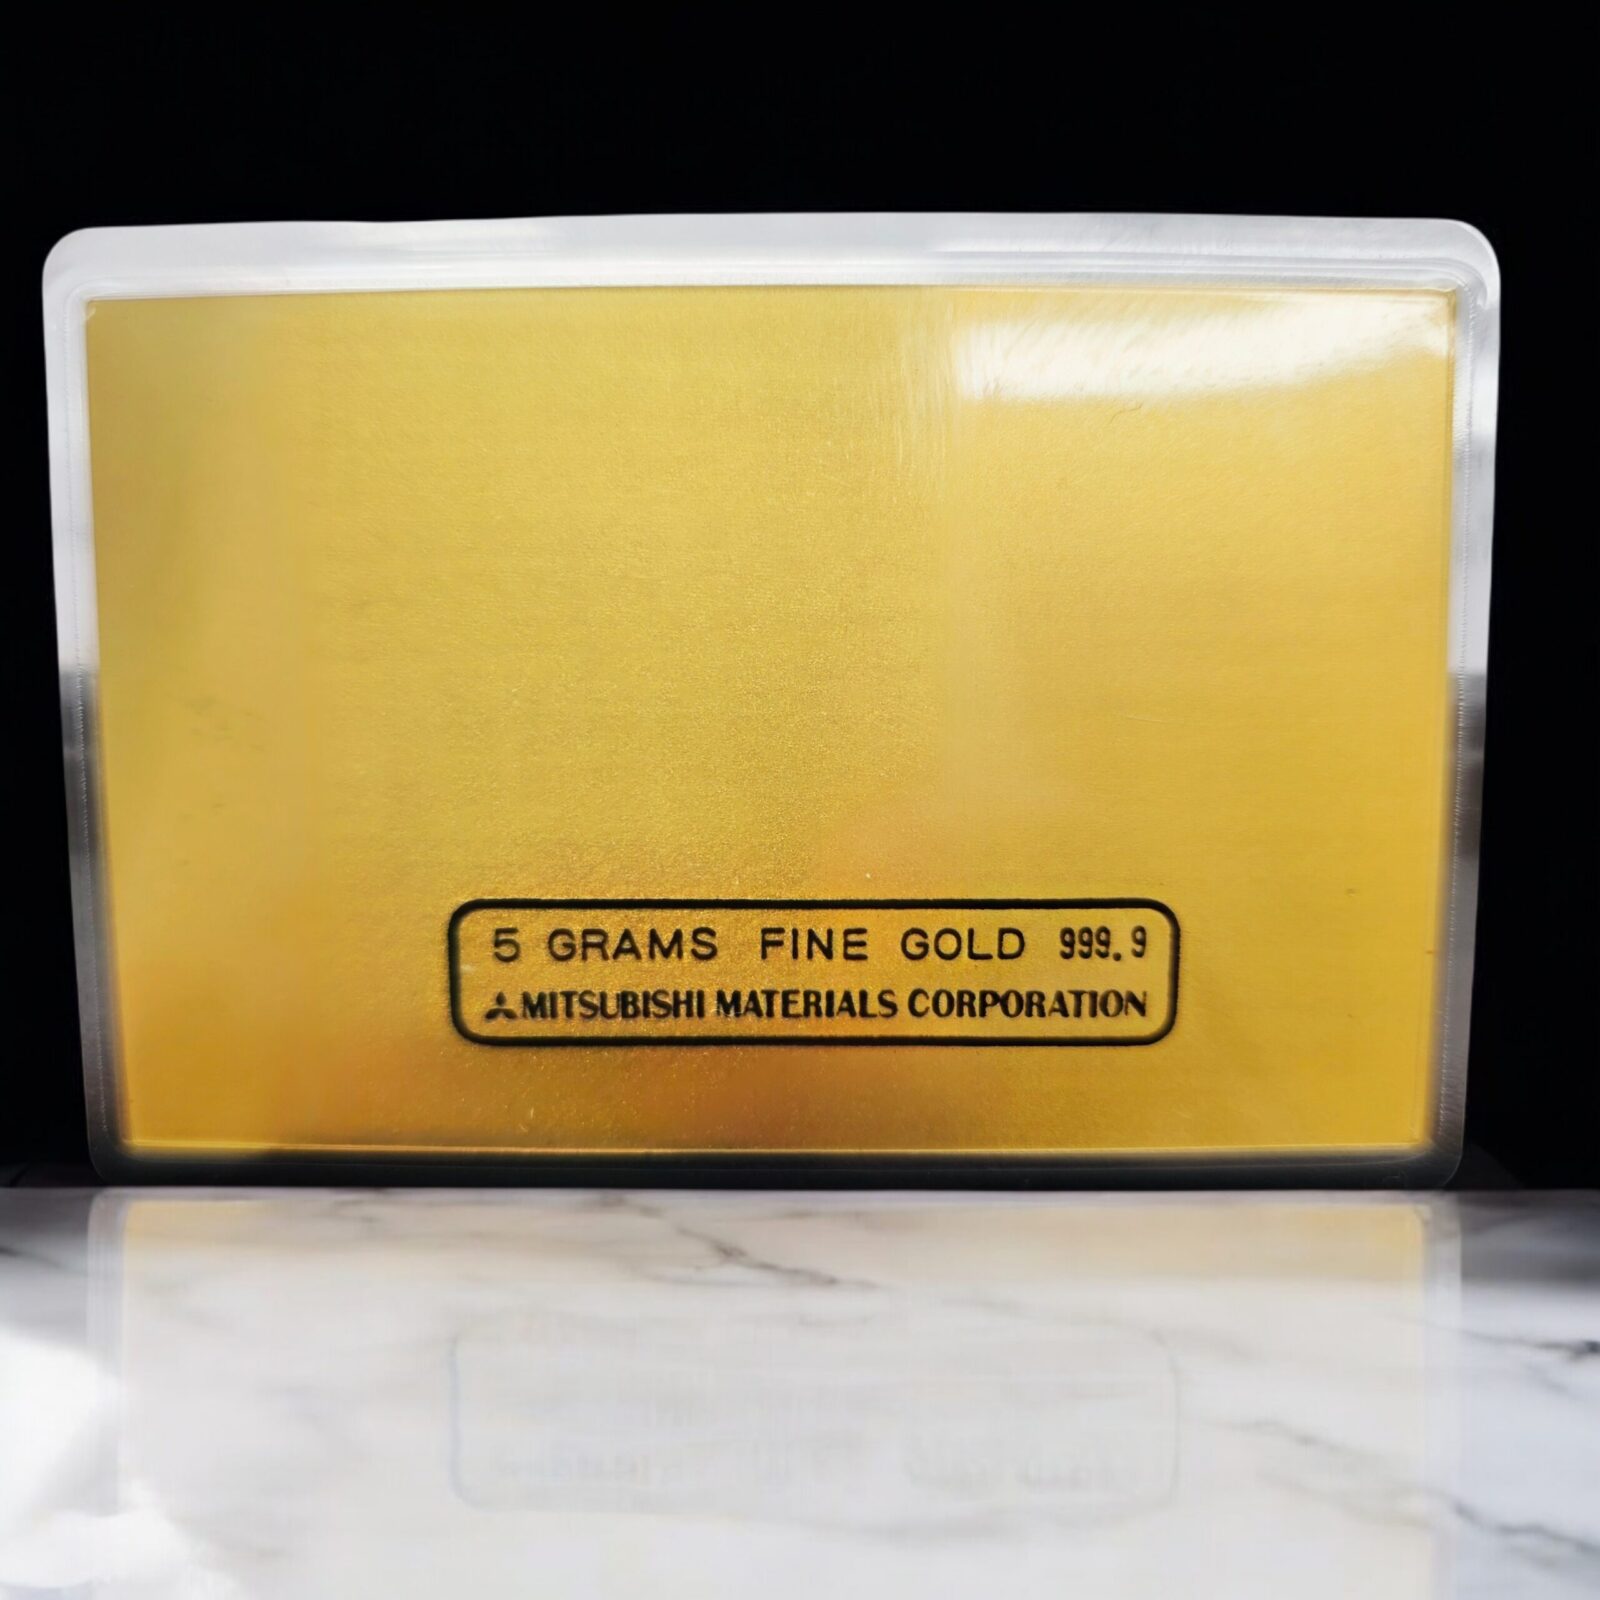 5 GRAMS FINE GOLD 999.9
MITSUBISHI MATERIALS CORPORATION